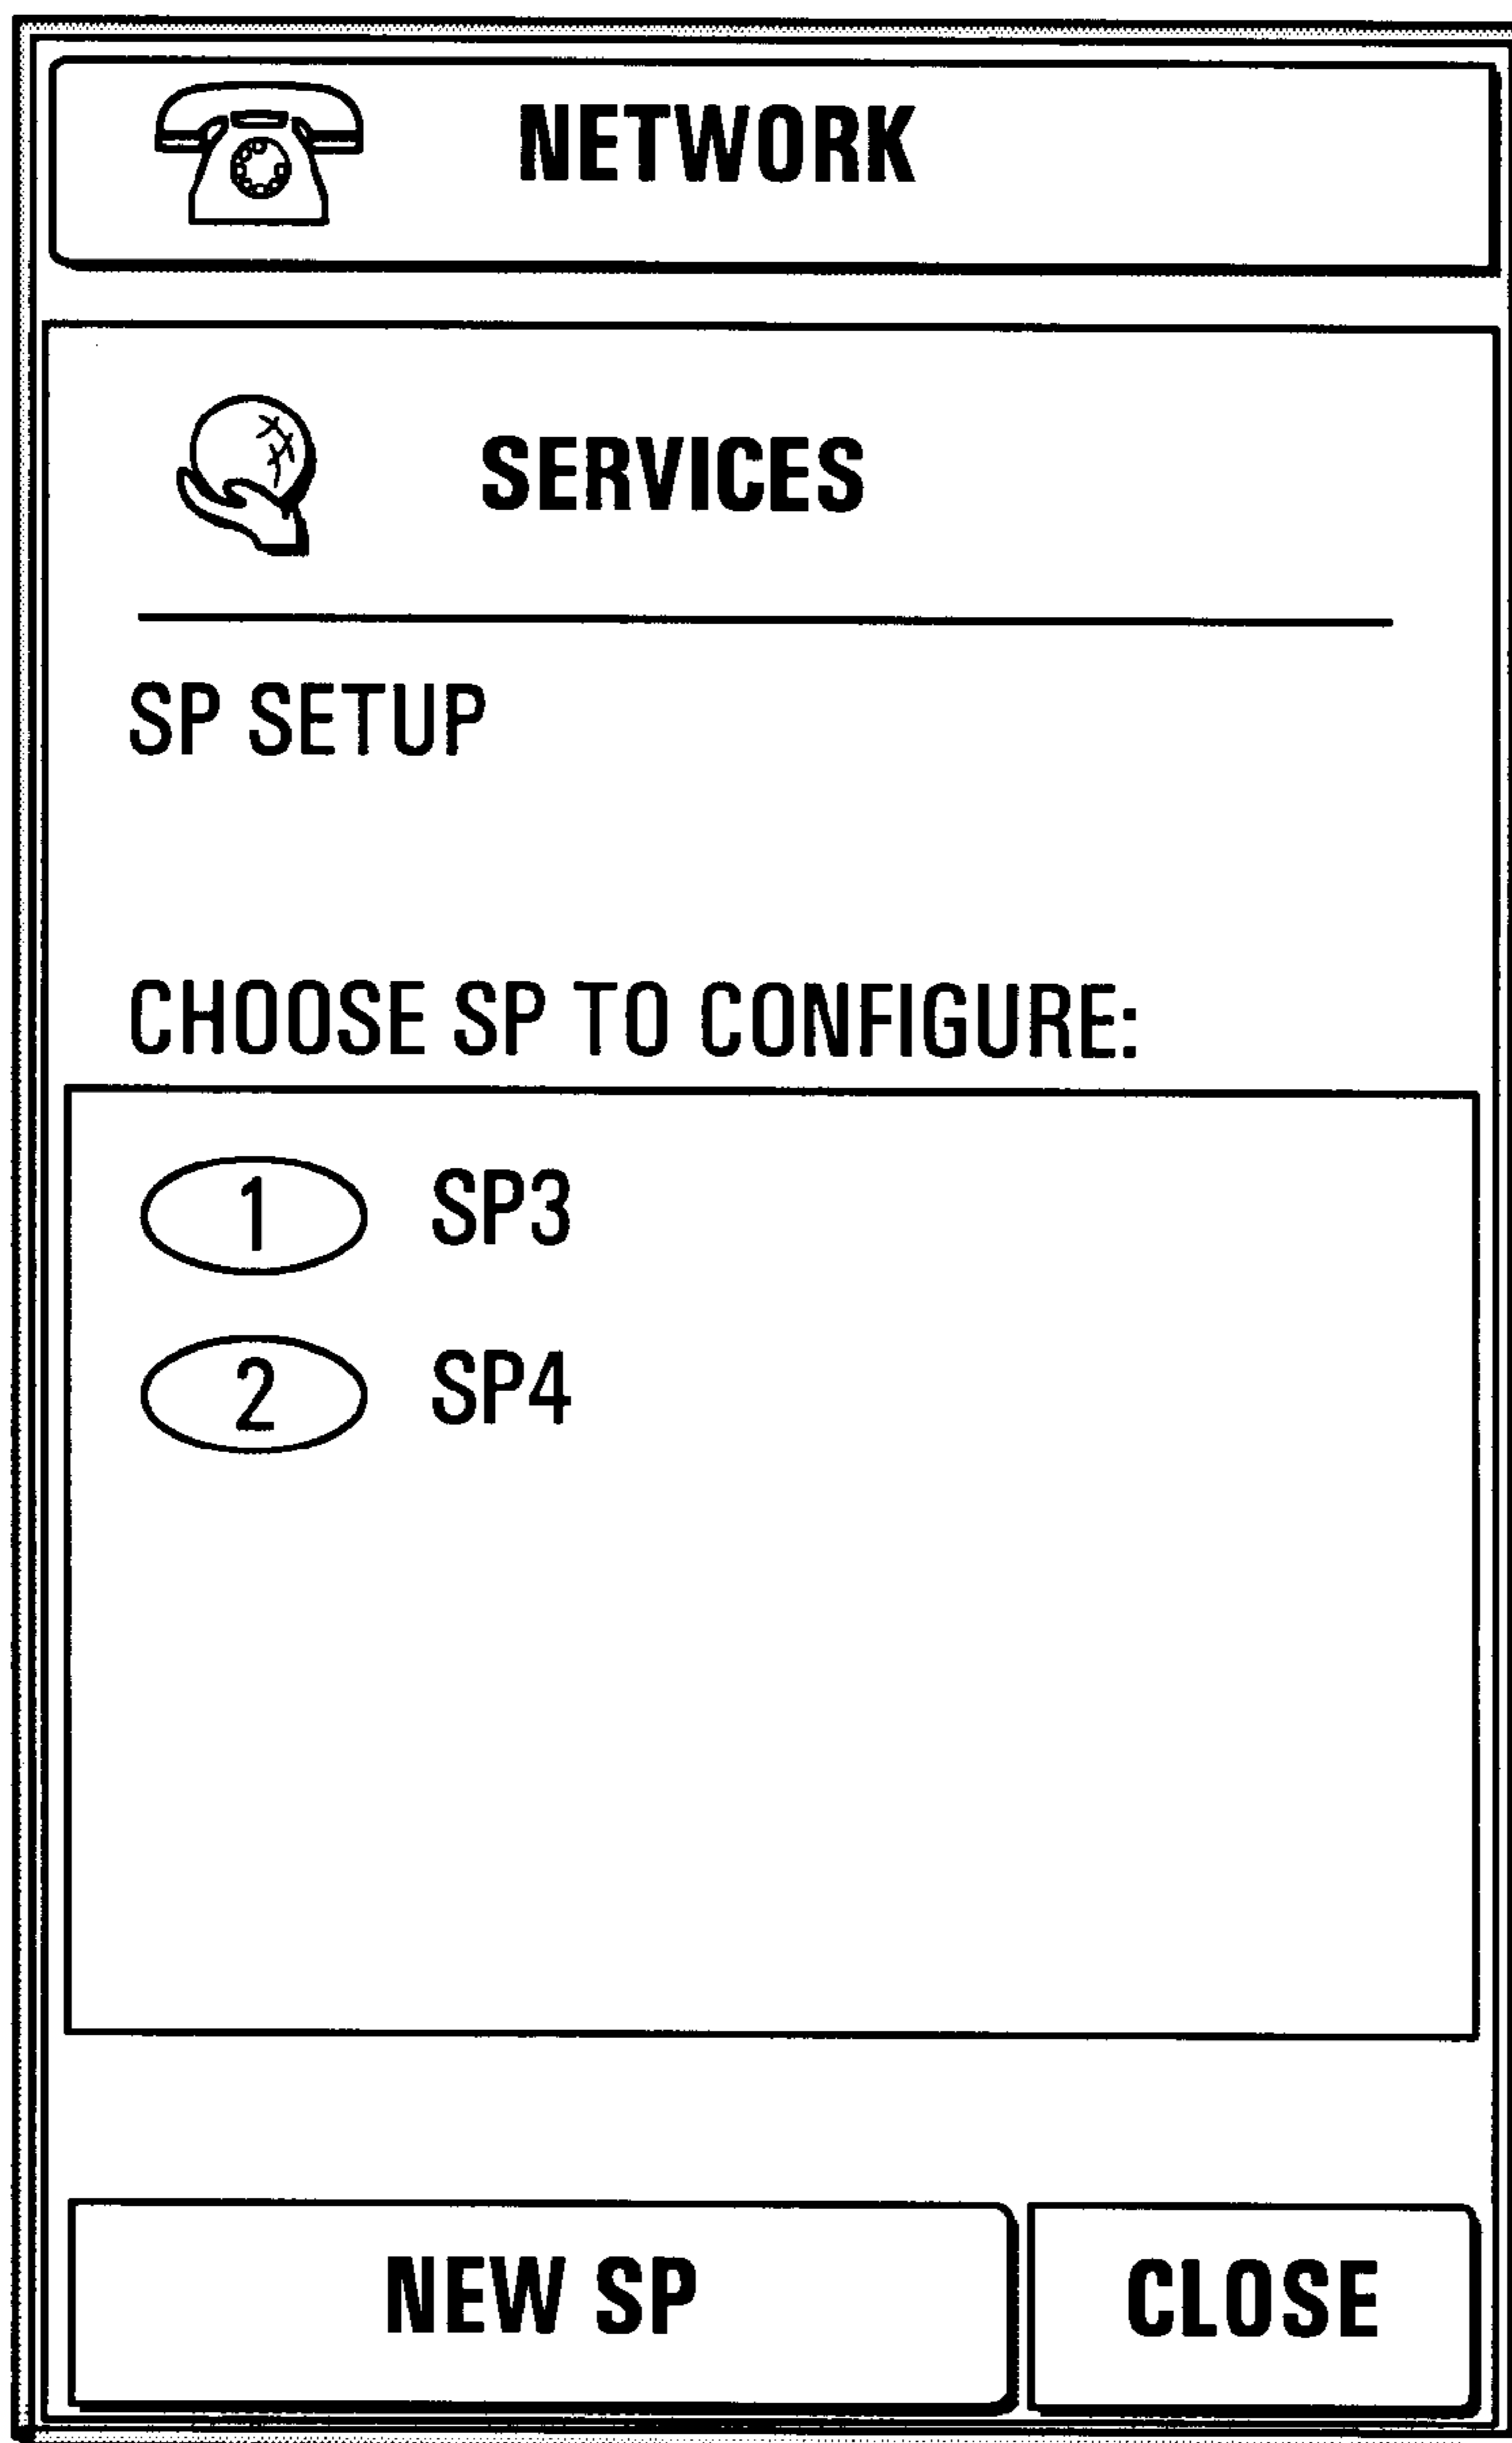 NETWORK
SERVICES
SP SETUP
CHOOSE SP TO CONFIGURE:
1 SP3
2 SP4
NEW SP CLOSE